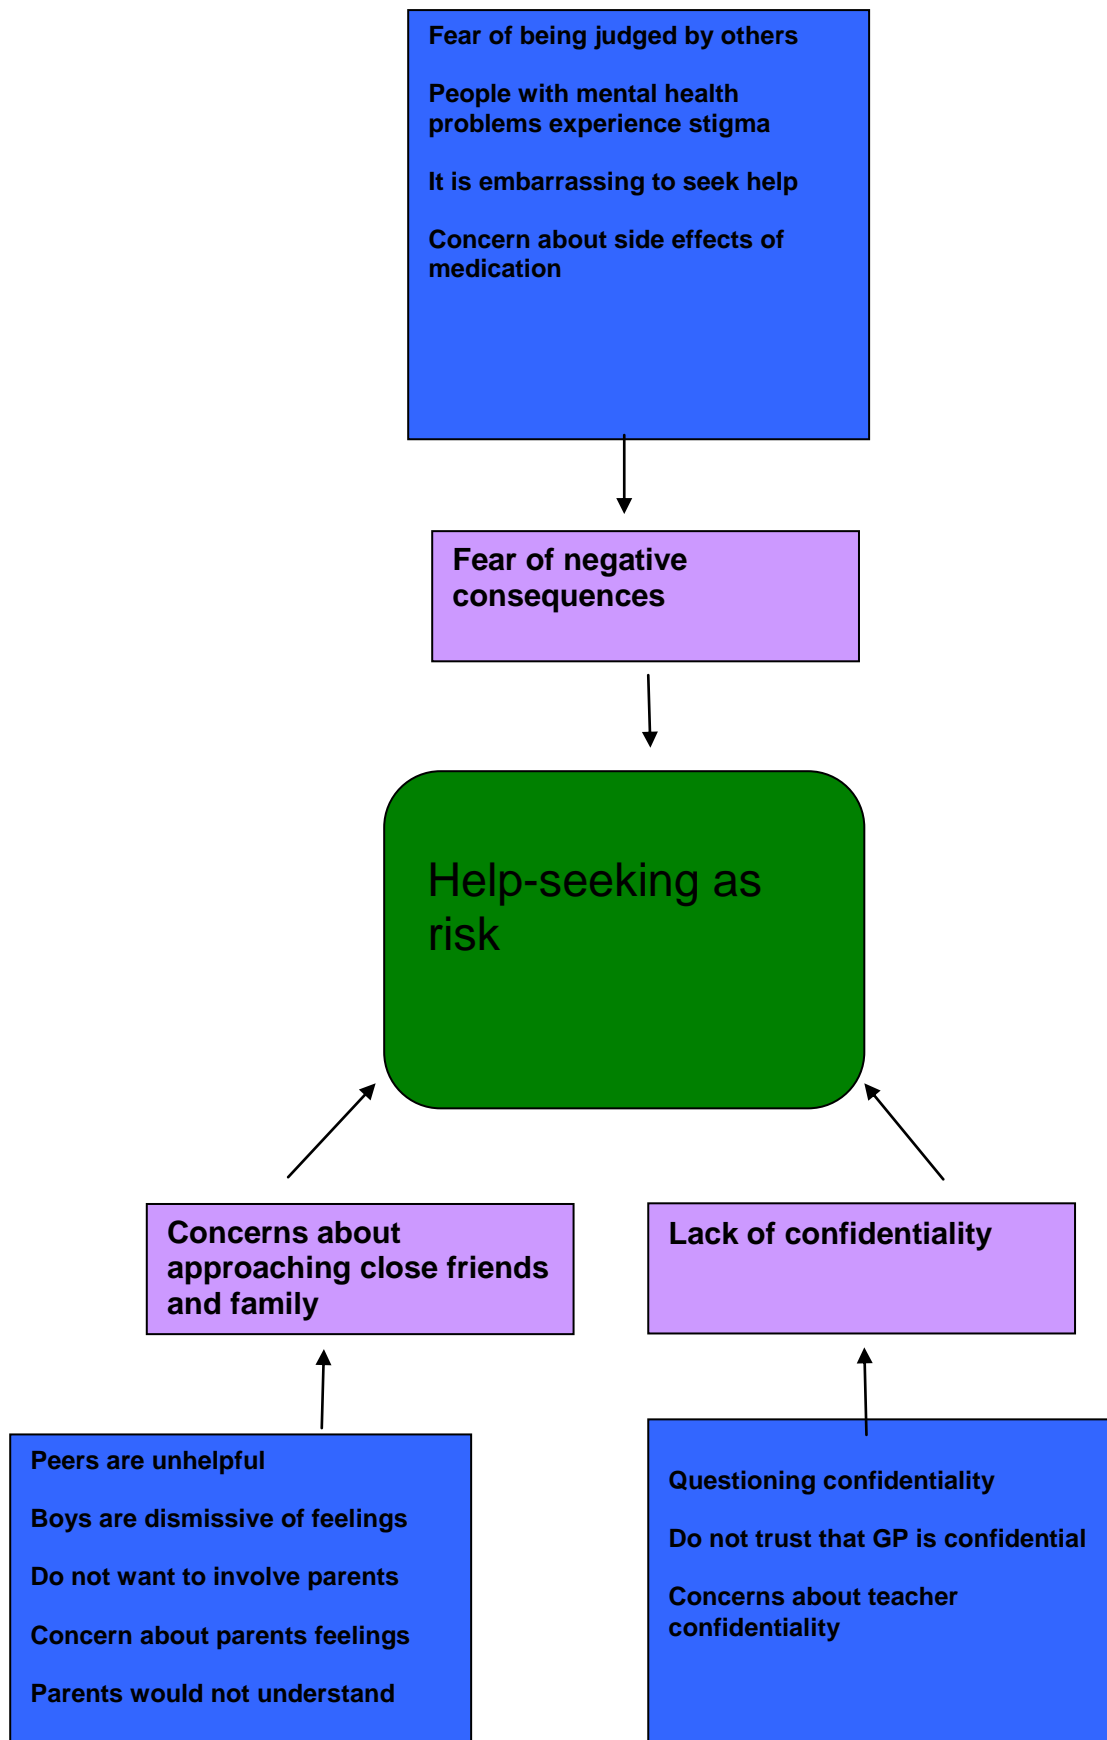 Fear of being judged by others
People with mental health
problems experience stigma
It is embarrassing to seek help
Concern about side effects of
medication
Fear of negative
consequences
Help-seeking as
risk
Concerns about
approaching close friends
and family
Lack of confidentiality
Peers are unhelpful
Boys are dismissive of feelings
Do not want to involve parents
Concern about parents feelings
Parents would not understand
Questioning confidentiality
Do not trust that GP is confidential
Concerns about teacher
confidentiality